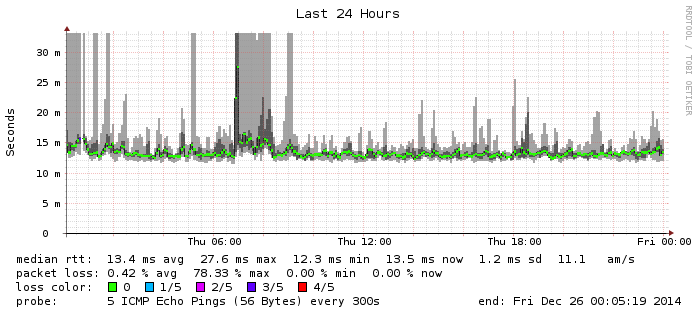 Last 24 Hours
RRDTOOL / TOBI OETIKER
Seconds
30 m
25 m
20 m
15 m
10 m
5 m
0
Thu 06:00 Thu 12:00 Thu 18:00 Fri 00:00
median rtt: 13.4 ms avg 27.6 ms max 12.3 ms min 13.5 ms now 1.2 ms sd 11.1 am/s
packet loss: 0.42 % avg 78.33 % max 0.00 % min 0.00 % now
loss color: 0 1/5 2/5 3/5 4/5
probe: 5 ICMP Echo Pings (56 Bytes) every 300s end: Fri Dec 26 00:05:19 2014